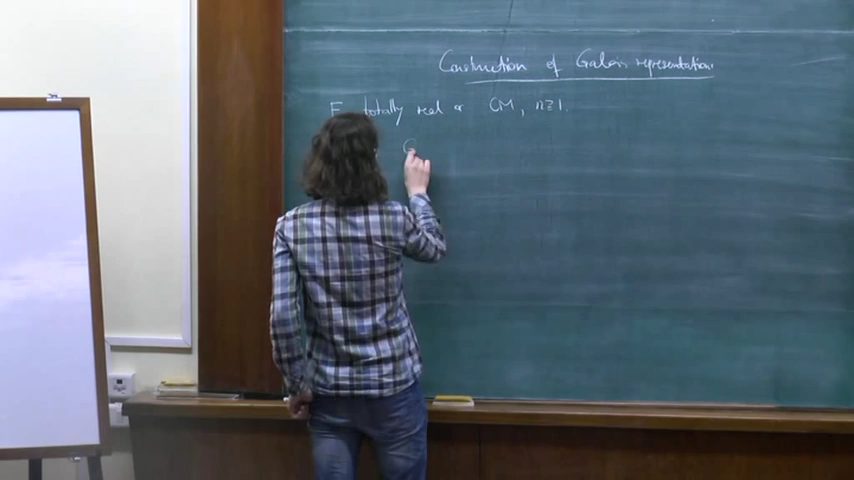 Construction of Galois representations
F totally real or CM, n≥1.
G